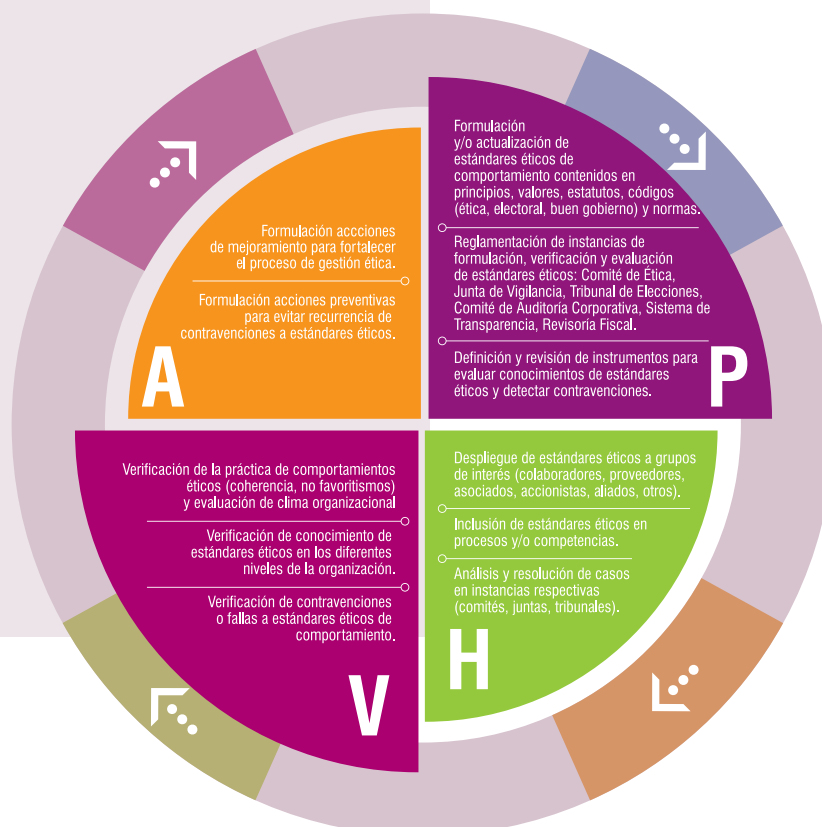 Formulación
y/o actualización de
estándares éticos de
comportamiento contenidos en
principios, valores, estatutos, códigos
(ética, electoral, buen gobierno) y normas.
Reglamentación de instancias de
formulación, verificación y evaluación
de estándares éticos: Comité de Ética,
Junta de Vigilancia, Tribunal de Elecciones,
Comité de Auditoría Corporativa, Sistema de
Transparencia, Revisoría Fiscal.
Definición y revisión de instrumentos para
evaluar conocimientos de estándares
éticos y detectar contravenciones.
P
Despliegue de estándares éticos a grupos
de interés (colaboradores, proveedores,
asociados, accionistas, aliados, otros).
Inclusión de estándares éticos en
procesos y/o competencias.
Análisis y resolución de casos
en instancias respectivas
(comités, juntas, tribunales).
H
Verificación de la práctica de comportamientos
éticos (coherencia, no favoritismos)
y evaluación de clima organizacional
Verificación de conocimiento de
estándares éticos en los diferentes
niveles de la organización.
Verificación de contravenciones
o fallas a estándares éticos de
comportamiento.
V
Formulación accciones
de mejoramiento para fortalecer
el proceso de gestión ética.
Formulación acciones preventivas
para evitar recurrencia de
contravenciones a estándares éticos.
A